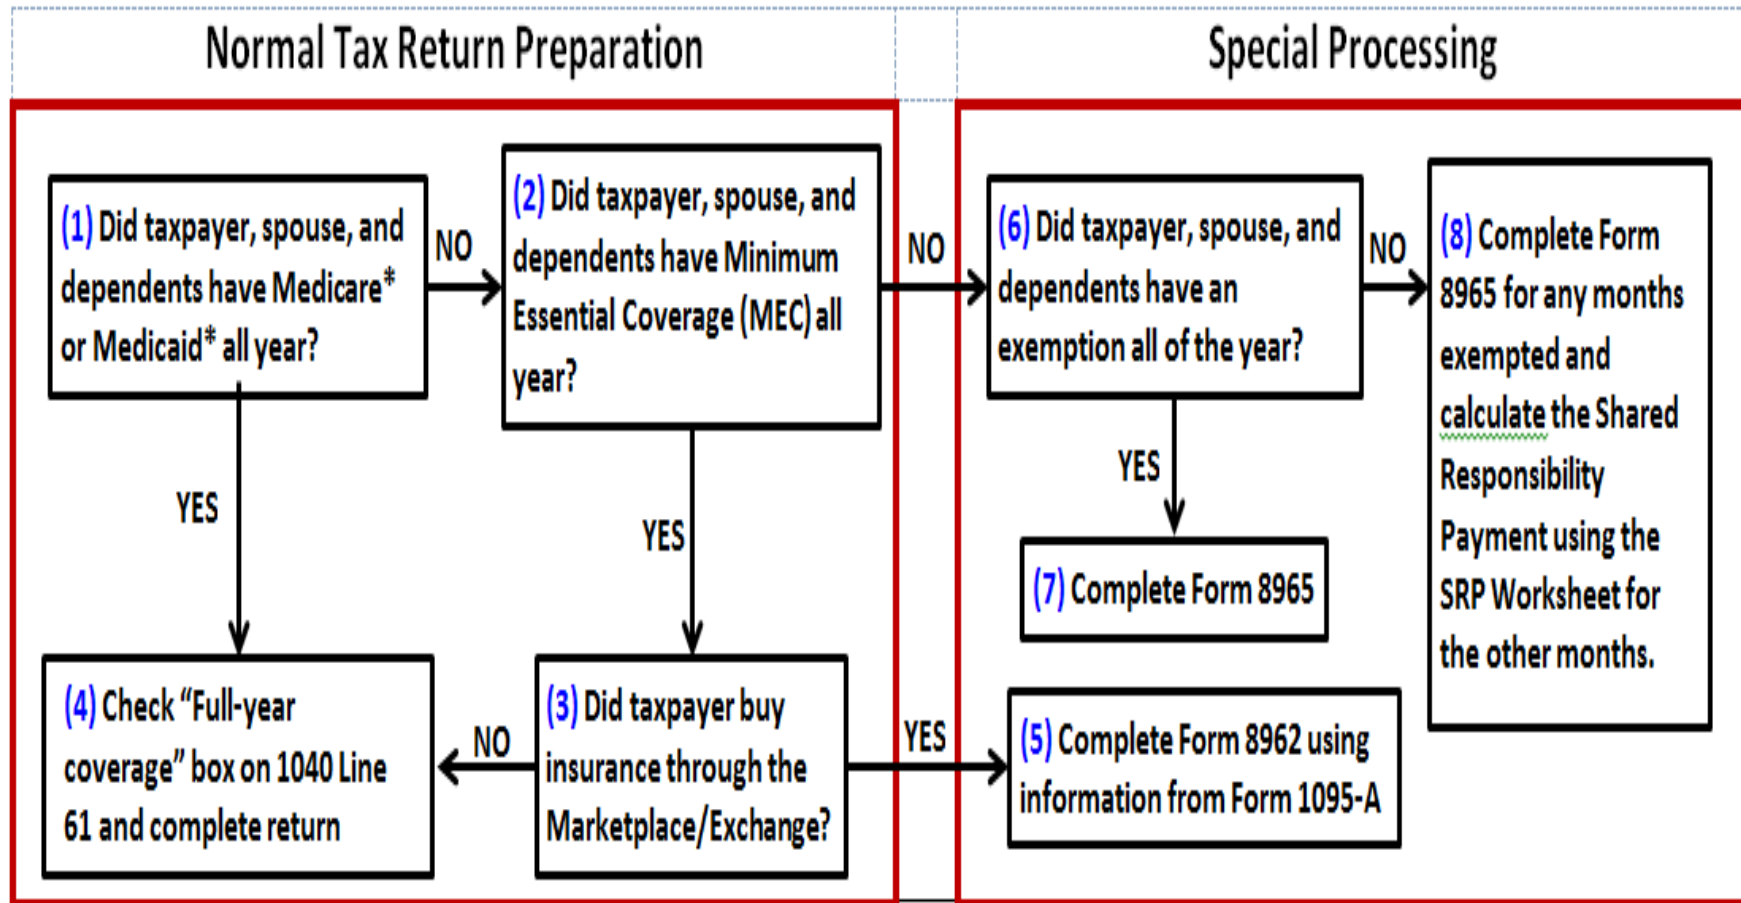 Normal Tax Return Preparation
Special Processing
(1) Did taxpayer, spouse, and
dependents have Medicare*
or Medicaid* all year?
NO
(2) Did taxpayer, spouse, and
dependents have Minimum
Essential Coverage (MEC) all
year?
NO
(6) Did taxpayer, spouse, and
dependents have an
exemption all of the year?
NO
(8) Complete Form
8965 for any months
exempted and
calculate the Shared
Responsibility
Payment using the
SRP Worksheet for
the other months.
YES
YES
YES
(7) Complete Form 8965
(4) Check “Full-year
coverage” box on 1040 Line
61 and complete return
NO
(3) Did taxpayer buy
insurance through the
Marketplace/Exchange?
YES
(5) Complete Form 8962 using
information from Form 1095-A